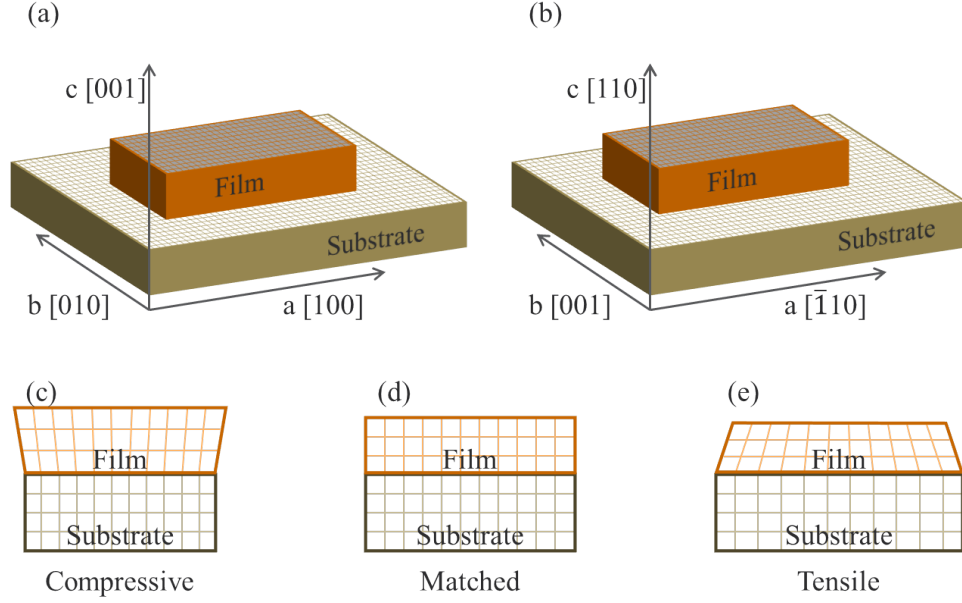 (a)
(b)
c [001]
c [110]
Film
Film
Substrate
Substrate
b [010]
a [100]
b [001]
a [1̅10]
(c)
(d)
(e)
Film
Film
Film
Substrate
Substrate
Substrate
Compressive
Matched
Tensile